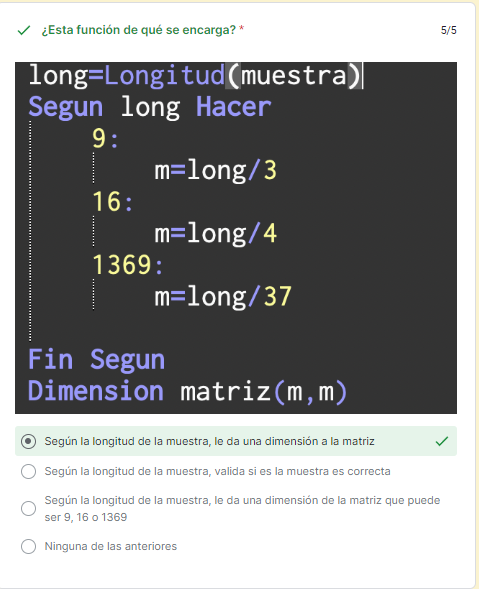 ¿Esta función de qué se encarga? *
5/5
long=Longitud(muestra)
Segun long Hacer
9:
m=long/3
16:
m=long/4
1369:
m=long/37
Fin Segun
Dimension matriz(m,m)
Según la longitud de la muestra, le da una dimensión a la matriz
Según la longitud de la muestra, valida si es la muestra es correcta
Según la longitud de la muestra, le da una dimensión de la matriz que puede
ser 9, 16 o 1369
Ninguna de las anteriores